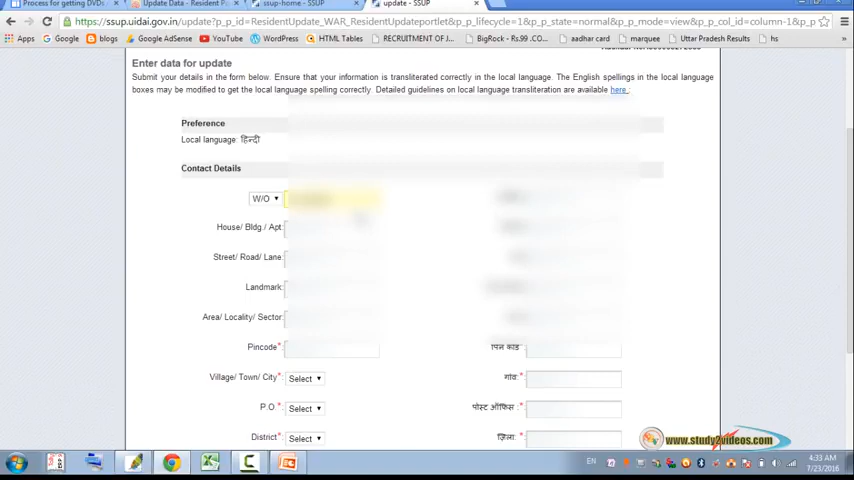 Process for getting DVDs
Update Data - Resident P
ssup-home - SSUP
update - SSUP
https://ssup.uidai.gov.in/update?p_p_id=ResidentUpdate_WAR_ResidentUpdateportlet&p_p_lifecycle=1&p_p_state=normal&p_p_mode=view&p_p_col_id=column-1&p_p
Apps Google blogs Google AdSense YouTube WordPress HTML Tables RECRUITMENT OF J BigRock - Rs.99 .CO aadhar card marquee Uttar Pradesh Results hs
Enter data for update
Submit your details in the form below. Ensure that your information is transliterated correctly in the local language. The English spellings in the local language
boxes may be modified to get the local language spelling correctly. Detailed guidelines on local language transliteration are available here :
Preference
Local language: हिन्दी
Contact Details
W/O
House/ Bldg./ Apt:
Street/ Road/ Lane:
Landmark:
Area/ Locality/ Sector:
Pincode*: पिन कोड
Village/ Town/ City*: Select गांव:*
P.O.*: Select पोस्ट ऑफिस :*
District*: Select ज़िला:*
www.study2videos.com
EN 4:33 AM
7/23/2016